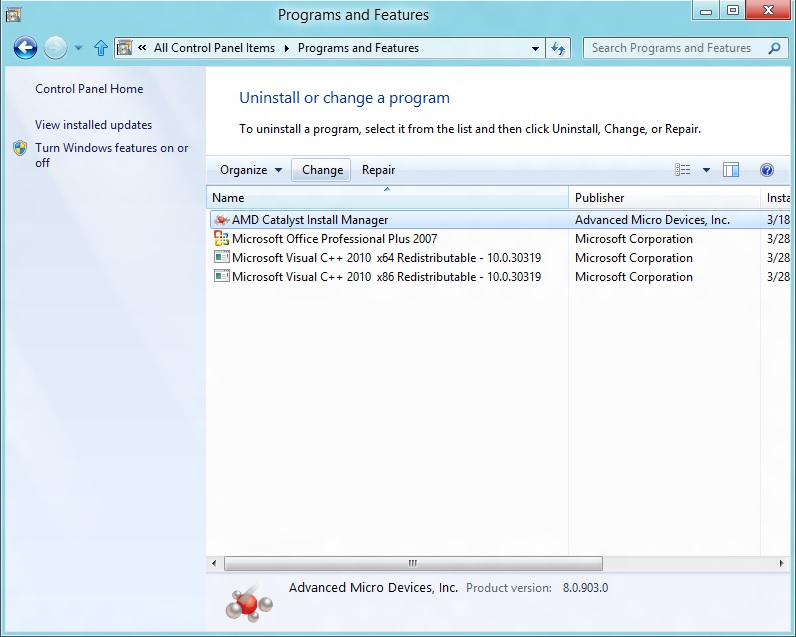 Programs and Features
« All Control Panel Items Programs and Features
Search Programs and Features
Control Panel Home
View installed updates
Turn Windows features on or
off
Uninstall or change a program
To uninstall a program, select it from the list and then click Uninstall, Change, or Repair.
Organize Change Repair
Name Publisher Insta
AMD Catalyst Install Manager Advanced Micro Devices, Inc. 3/18
Microsoft Office Professional Plus 2007 Microsoft Corporation 3/28
Microsoft Visual C++ 2010 x64 Redistributable - 10.0.30319 Microsoft Corporation 3/28
Microsoft Visual C++ 2010 x86 Redistributable - 10.0.30319 Microsoft Corporation 3/28
Advanced Micro Devices, Inc. Product version: 8.0.903.0